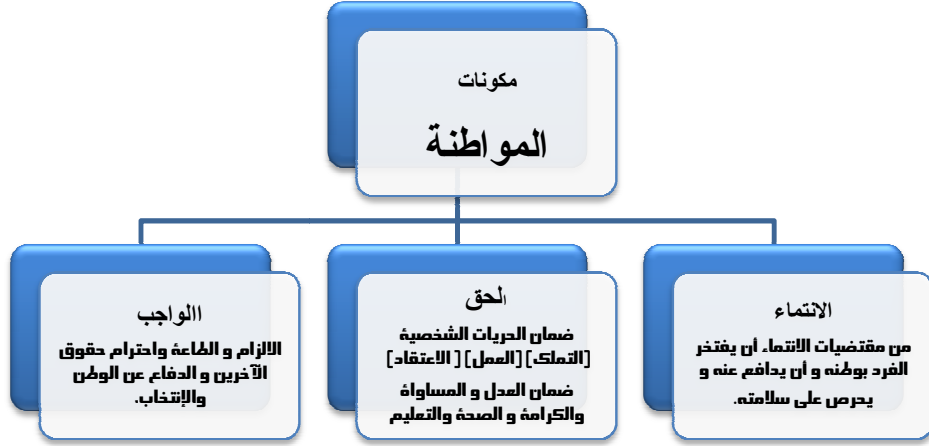 مكونات
المواطنة
الانتماء
من مقتضيات الانتماء أن يفتخر
الفرد بوطنه و أن يدافع عنه و
يحرص على سلامته.
الحق
ضمان الحريات الشخصية
[التملك] [العمل] [الاعتقاد]
ضمان العدل و المساواة
والكرامة و الصحة والتعليم
االواجب
الالزام و الطاعة واحترام حقوق
الآخرين و الدفاع عن الوطن
والإنتخاب.